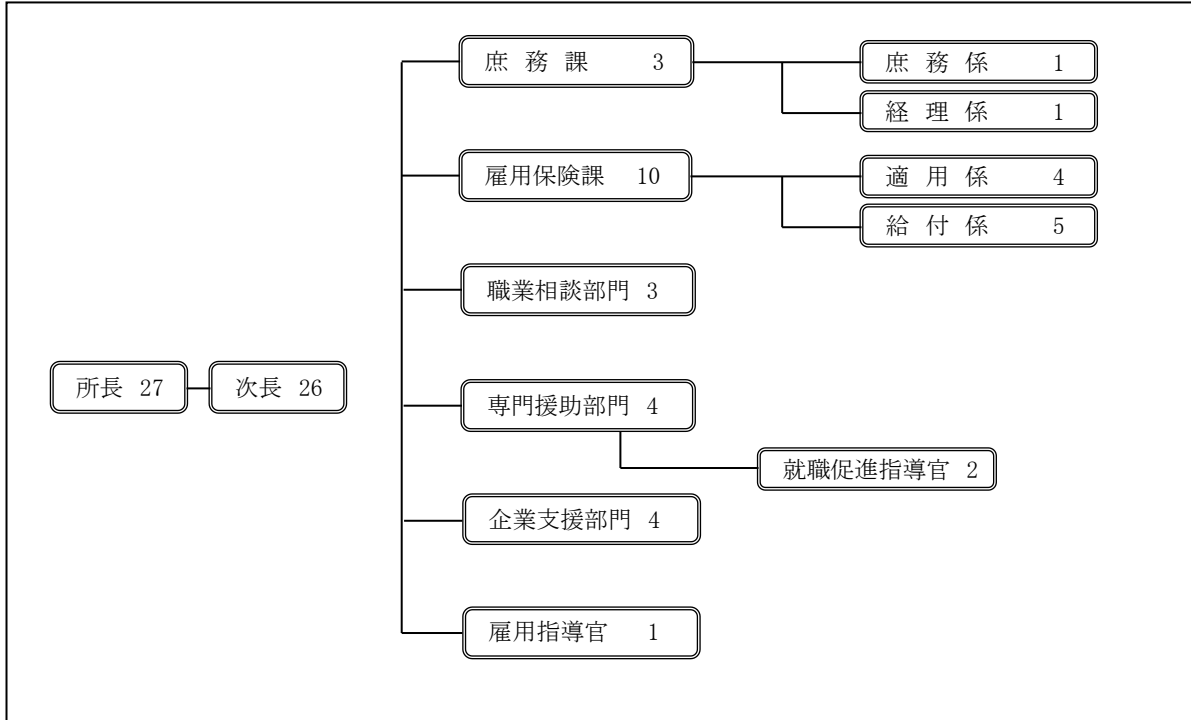 庶 務 課 3
庶 務 係 1
経 理 係 1
雇用保険課 10
適 用 係 4
給 付 係 5
職業相談部門 3
所長 27
次長 26
専門援助部門 4
就職促進指導官 2
企業支援部門 4
雇用指導官 1